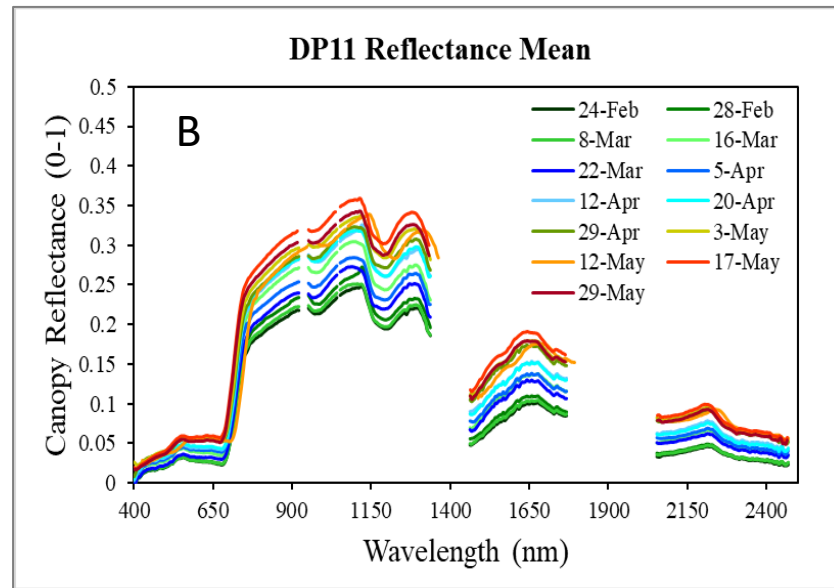 DP11 Reflectance Mean
Canopy Reflectance (0-1)
0.5
0.45
0.4
0.35
0.3
0.25
0.2
0.15
0.1
0.05
0
B
24-Feb 28-Feb
8-Mar 16-Mar
22-Mar 5-Apr
12-Apr 20-Apr
29-Apr 3-May
12-May 17-May
29-May
400 650 900 1150 1400 1650 1900 2150 2400
Wavelength (nm)